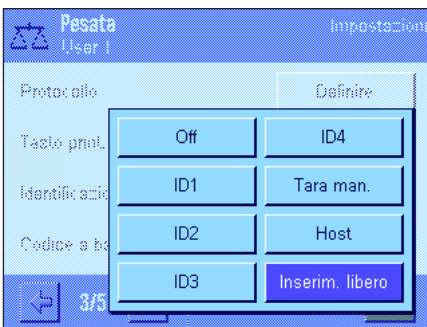 Pesata
User 1
Impostazioni
Protocollo
Definire
Tasto print.
Identificazio
Codice a ba
Off
ID4
ID1
Tara man.
ID2
Host
ID3
Inserim. libero
3/5